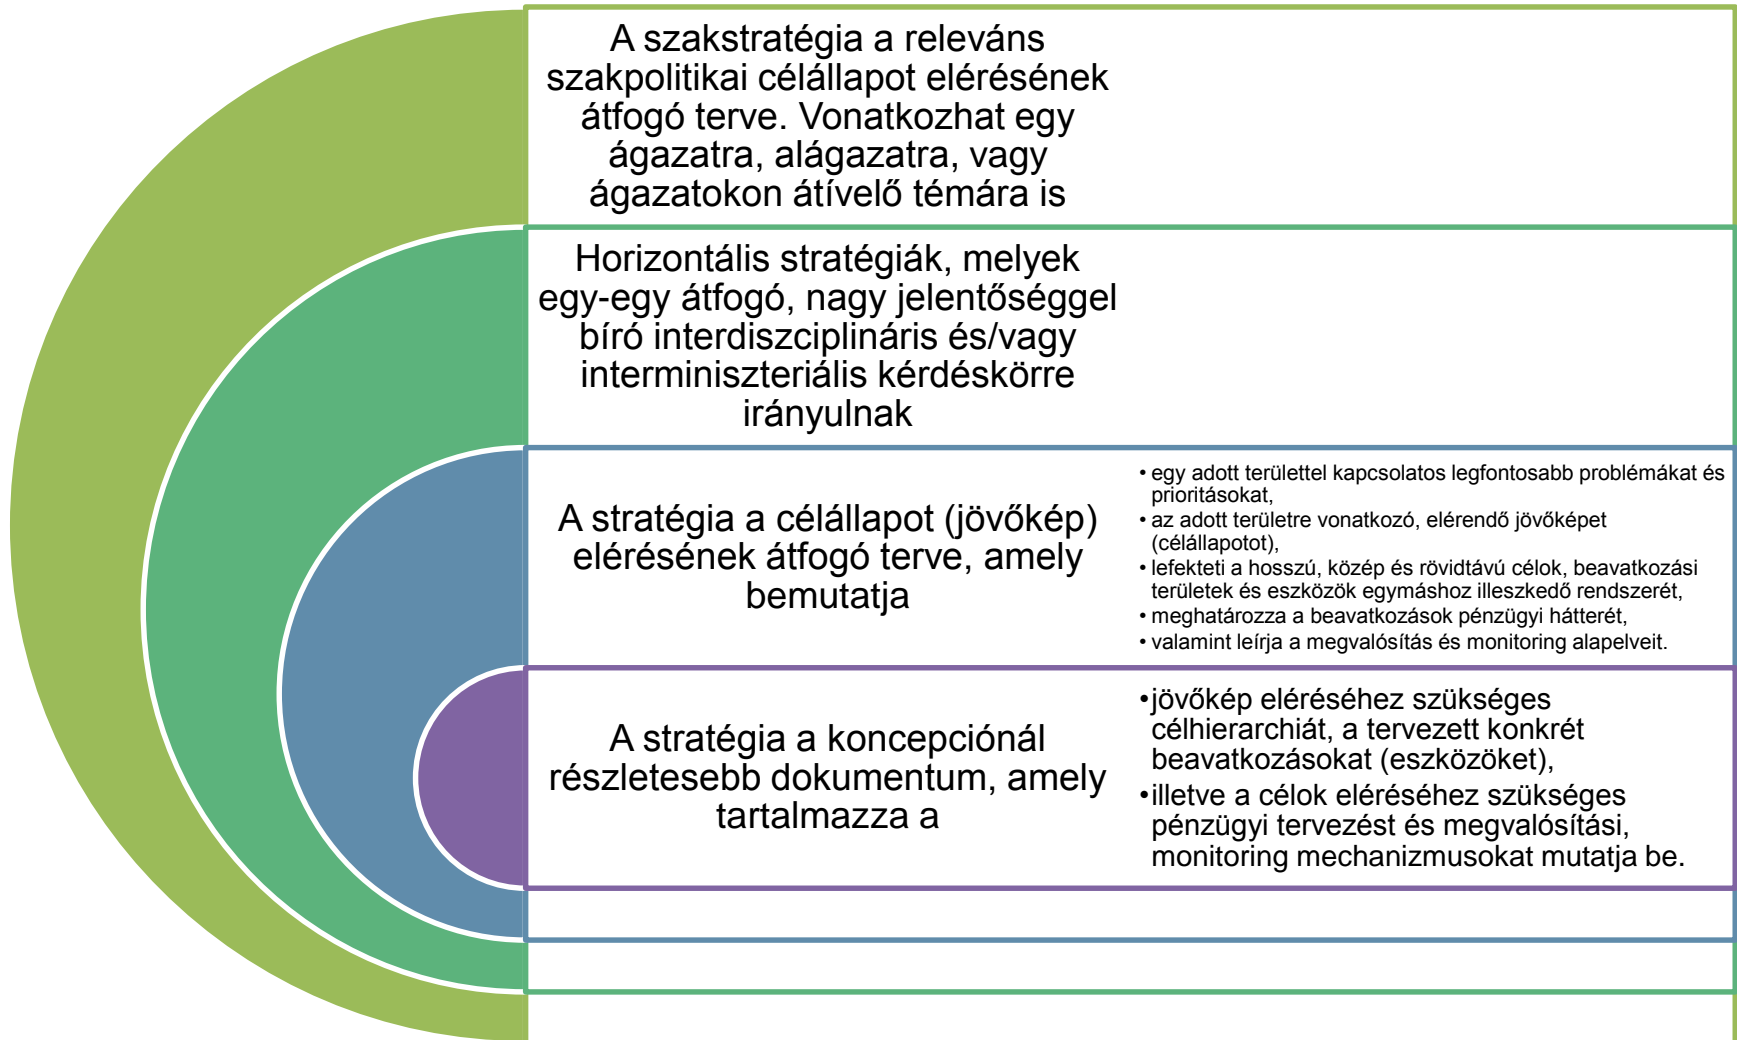 A szakstratégia a releváns
szakpolitikai célállapot elérésének
átfogó terve. Vonatkozhat egy
ágazatra, alágazatra, vagy
ágazatokon átívelő témára is
Horizontális stratégiák, melyek
egy-egy átfogó, nagy jelentőséggel
bíró interdiszciplináris és/vagy
interminiszteriális kérdéskörre
irányulnak
A stratégia a célállapot (jövőkép)
elérésének átfogó terve, amely
bemutatja
• egy adott területtel kapcsolatos legfontosabb problémákat és
prioritásokat,
• az adott területre vonatkozó, elérendő jövőképet
(célállapotot),
• lefekteti a hosszú, közép és rövidtávú célok, beavatkozási
területek és eszközök egymáshoz illeszkedő rendszerét,
• meghatározza a beavatkozások pénzügyi hátterét,
• valamint leírja a megvalósítás és monitoring alapelveit.
A stratégia a koncepciónál
részletesebb dokumentum, amely
tartalmazza a
•jövőkép eléréséhez szükséges
célhierarchiát, a tervezett konkrét
beavatkozásokat (eszközöket),
•illetve a célok eléréséhez szükséges
pénzügyi tervezést és megvalósítási,
monitoring mechanizmusokat mutatja be.